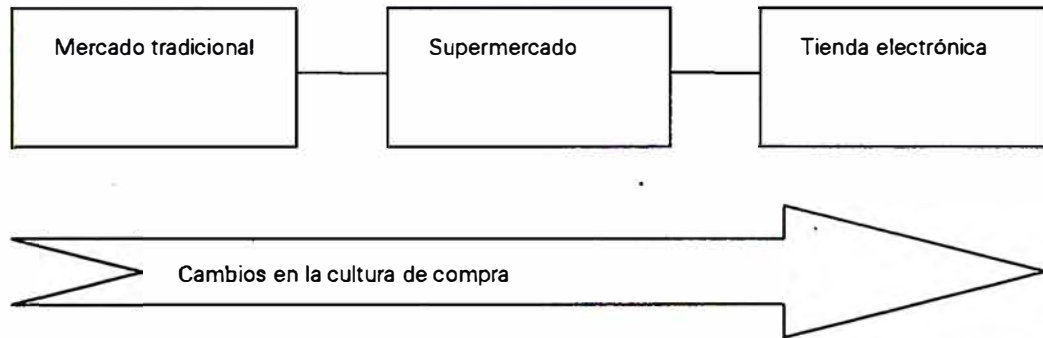 Mercado tradicional
Supermercado
Tienda electrónica
Cambios en la cultura de compra